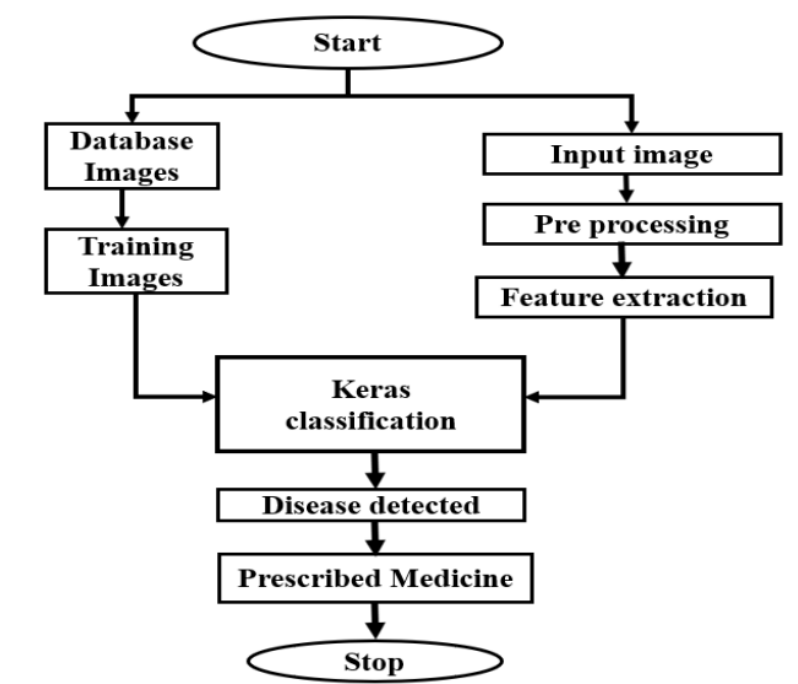 Start
Database
Images
Training
Images
Input image
Pre processing
Feature extraction
Keras
classification
Disease detected
Prescribed Medicine
Stop